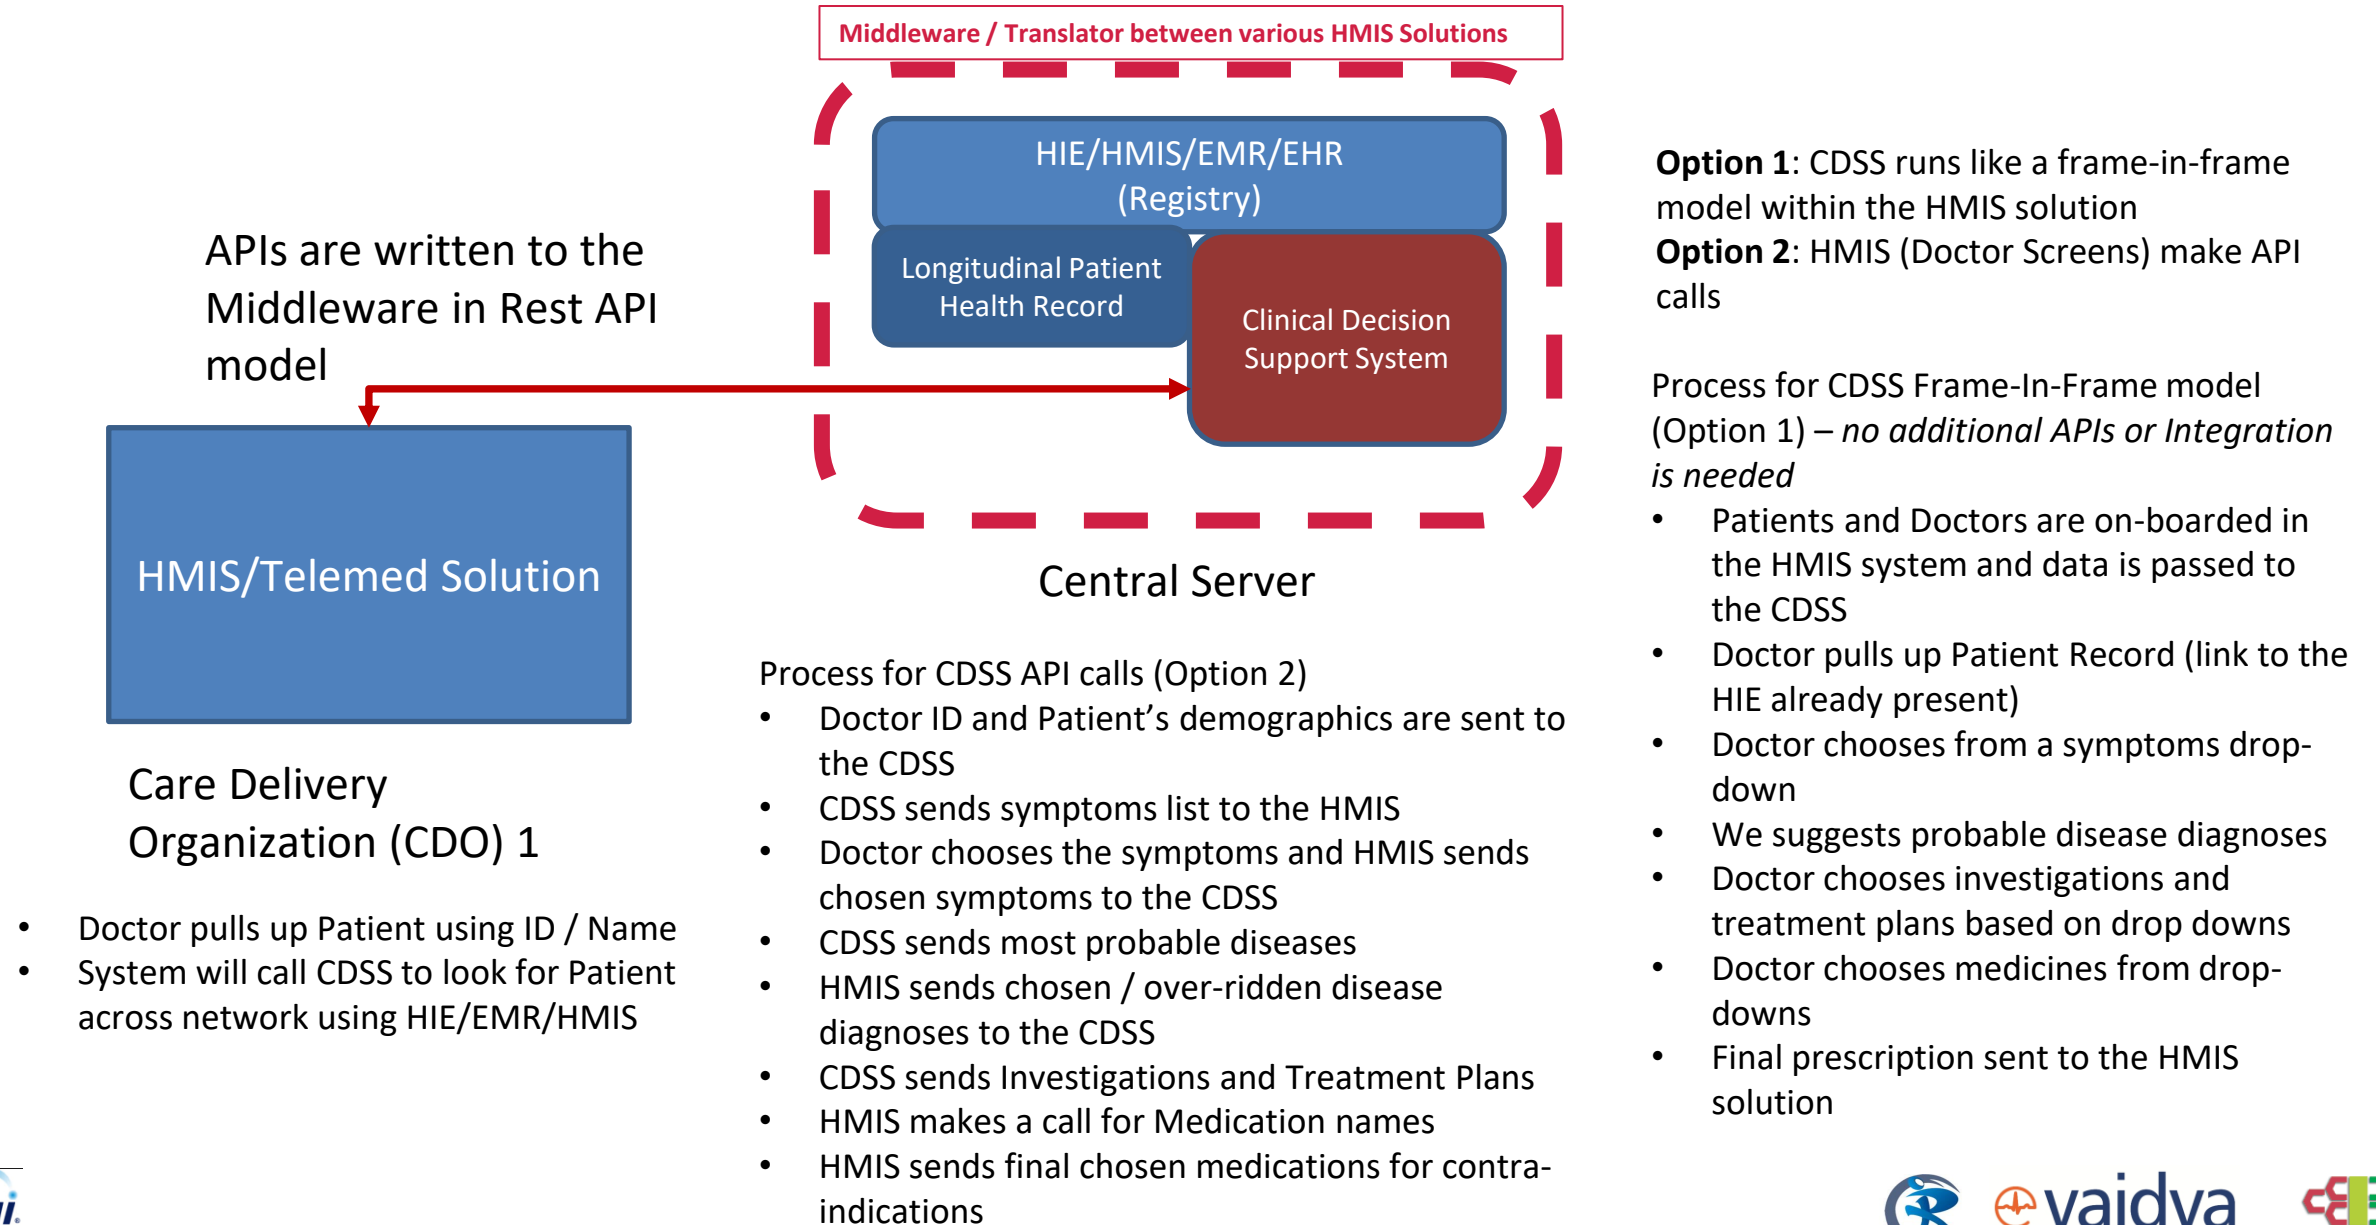 Middleware / Translator between various HMIS Solutions
HIE/HMIS/EMR/EHR
(Registry)
Longitudinal Patient
Health Record
Clinical Decision
Support System
Central Server
APIs are written to the
Middleware in Rest API
model
HMIS/Telemed Solution
Care Delivery
Organization (CDO) 1
• Doctor pulls up Patient using ID / Name
• System will call CDSS to look for Patient
across network using HIE/EMR/HMIS
Process for CDSS API calls (Option 2)
• Doctor ID and Patient’s demographics are sent to
the CDSS
• CDSS sends symptoms list to the HMIS
• Doctor chooses the symptoms and HMIS sends
chosen symptoms to the CDSS
• CDSS sends most probable diseases
• HMIS sends chosen / over-ridden disease
diagnoses to the CDSS
• CDSS sends Investigations and Treatment Plans
• HMIS makes a call for Medication names
• HMIS sends final chosen medications for contra-
indications
Option 1: CDSS runs like a frame-in-frame
model within the HMIS solution
Option 2: HMIS (Doctor Screens) make API
calls
Process for CDSS Frame-In-Frame model
(Option 1) – no additional APIs or Integration
is needed
• Patients and Doctors are on-boarded in
the HMIS system and data is passed to
the CDSS
• Doctor pulls up Patient Record (link to the
HIE already present)
• Doctor chooses from a symptoms drop-
down
• We suggests probable disease diagnoses
• Doctor chooses investigations and
treatment plans based on drop downs
• Doctor chooses medicines from drop-
downs
• Final prescription sent to the HMIS
solution